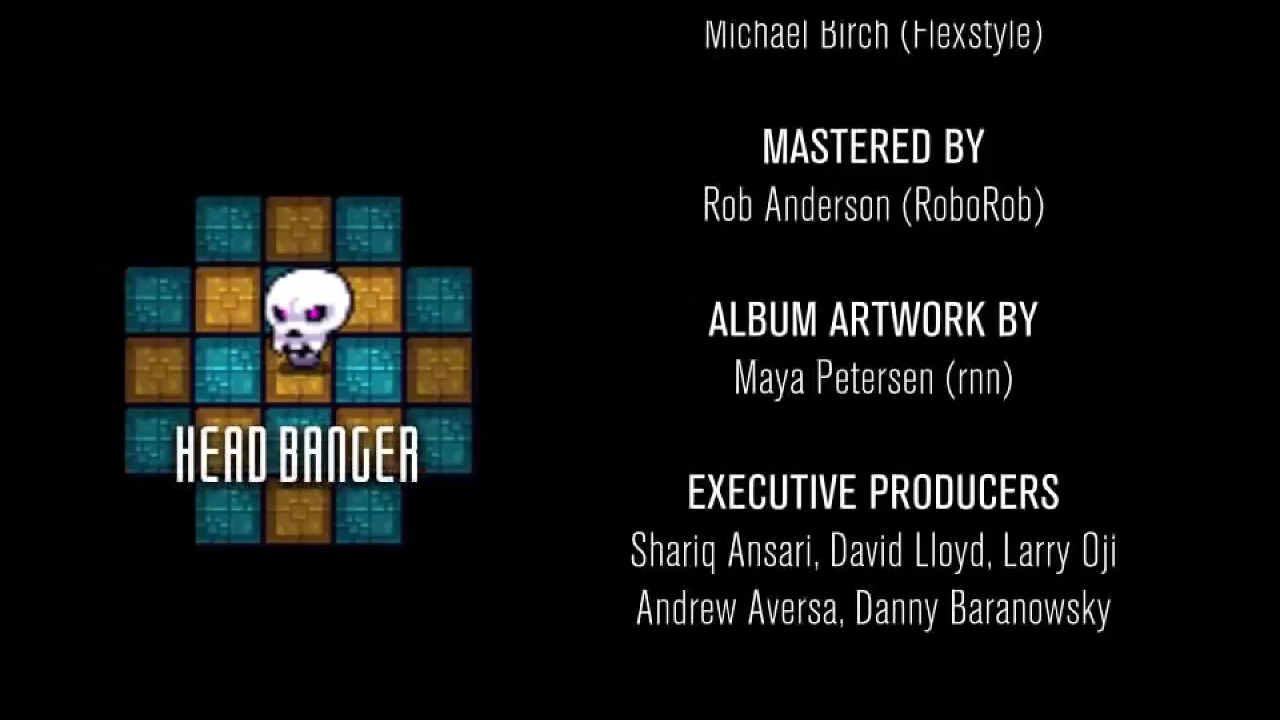 Michael Birch (Flexstyle)
MASTERED BY
Rob Anderson (RoboRob)
ALBUM ARTWORK BY
Maya Petersen (rnn)
HEAD BANGER
EXECUTIVE PRODUCERS
Shariq Ansari, David Lloyd, Larry Oji
Andrew Aversa, Danny Baranowsky